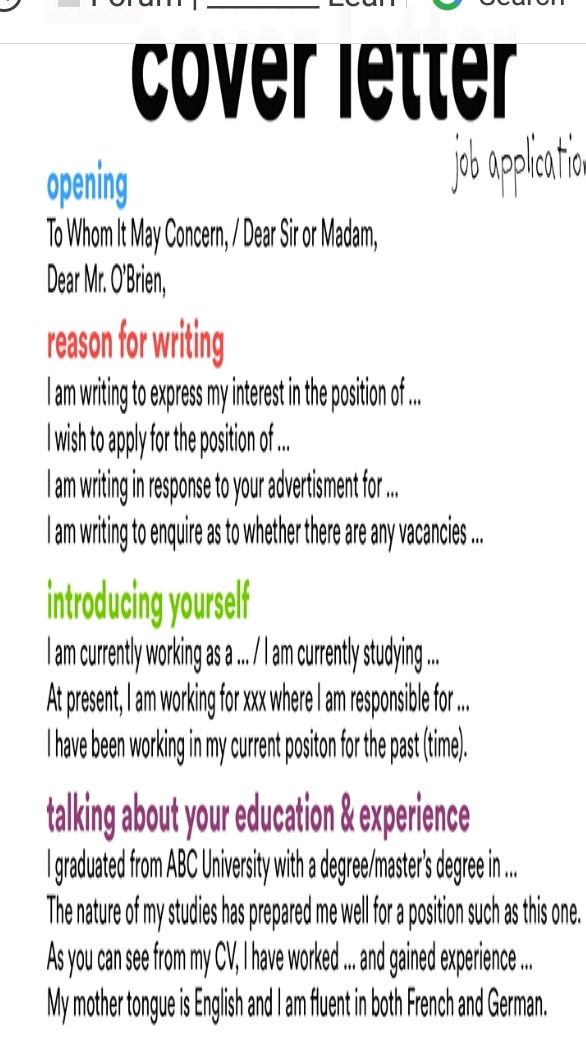 Forum | Lean Search
cover letter
job application
opening
To Whom It May Concern, / Dear Sir or Madam,
Dear Mr. O'Brien,
reason for writing
I am writing to express my interest in the position of ...
I wish to apply for the position of ...
I am writing in response to your advertisment for ...
I am writing to enquire as to whether there are any vacancies ...
introducing yourself
I am currently working as a ... / I am currently studying ...
At present, I am working for xxx where I am responsible for ...
I have been working in my current positon for the past (time).
talking about your education & experience
I graduated from ABC University with a degree/master's degree in ...
The nature of my studies has prepared me well for a position such as this one.
As you can see from my CV, I have worked ... and gained experience ...
My mother tongue is English and I am fluent in both French and German.